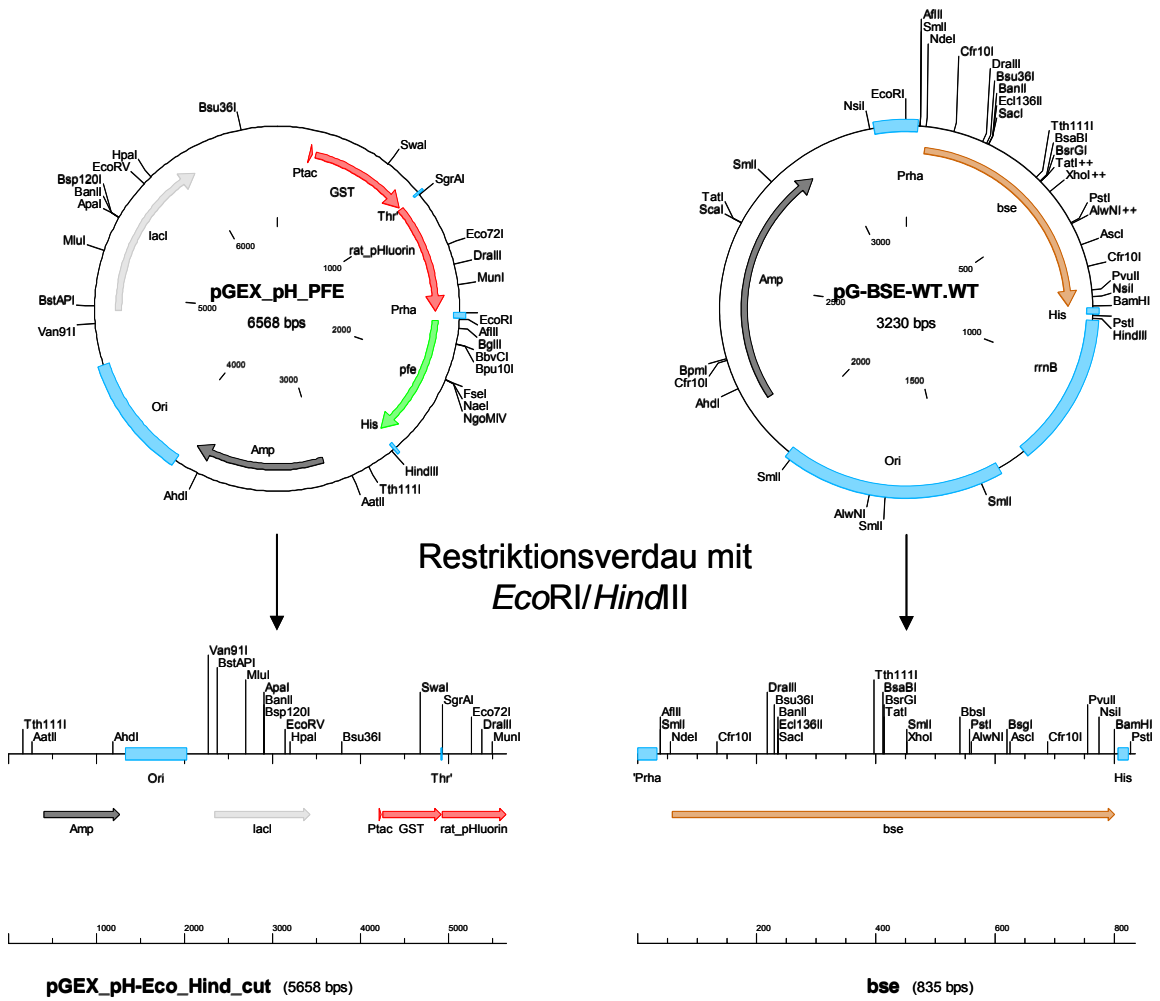 Bsu36I
HpaI
EcoRV
Bsp120I
BanII
ApaI
MluI
BstAPI
Van91I
SwaI
SgrAI
Eco72I
DraIII
MunI
EcoRI
AflII
BglII
BbvCI
Bpu10I
FseI
NaeI
NgoMIV
HindIII
Tth111I
AatII
AhdI
Ptac
GST
Thr'
rat_pHluorin
Prha
pfe
His
Amp
Ori
lacI
6000
1000
5000
2000
4000
3000
pGEX_pH_PFE
6568 bps
AflII
SmlI
NdeI
Cfr10I
DraIII
Bsu36I
BanII
Ecl136II
SacI
EcoRI
NsiI
Tth111I
BsaBI
BsrGI
TatI++
XhoI++
SmlI
TatI
ScaI
PstI
AlwNI++
AscI
Cfr10I
PvuII
NsiI
BamHI
PstI
HindIII
BpmI
Cfr10I
AhdI
SmlI
AlwNI
SmlI
SmlI
Prha
bse
His
rrnB
Ori
Amp
3000
500
2500
1000
2000
1500
pG-BSE-WT.WT
3230 bps
Restriktionsverdau mit
EcoRI/HindIII
Van91I
BstAPI
MluI
ApaI
BanII
Bsp120I
EcoRV
HpaI
Bsu36I
SwaI
SgrAI
Eco72I
DraIII
MunI
Tth111I
AatII
AhdI
Ori
Thr'
Amp
lacI
Ptac
GST
rat_pHluorin
1000
2000
3000
4000
5000
pGEX_pH-Eco_Hind_cut (5658 bps)
Tth111I
DraIII
BsaBI
Bsu36I
BsrGI
PvuII
AflII
BanII
TatI
BbsI
NsiI
SmlI
Ecl136II
SmlI
PstI
BsgI
BamHI
NdeI
Cfr10I
SacI
XhoI
AlwNI
AscI
Cfr10I
PstI
'Prha
His
bse
200
400
600
800
bse (835 bps)